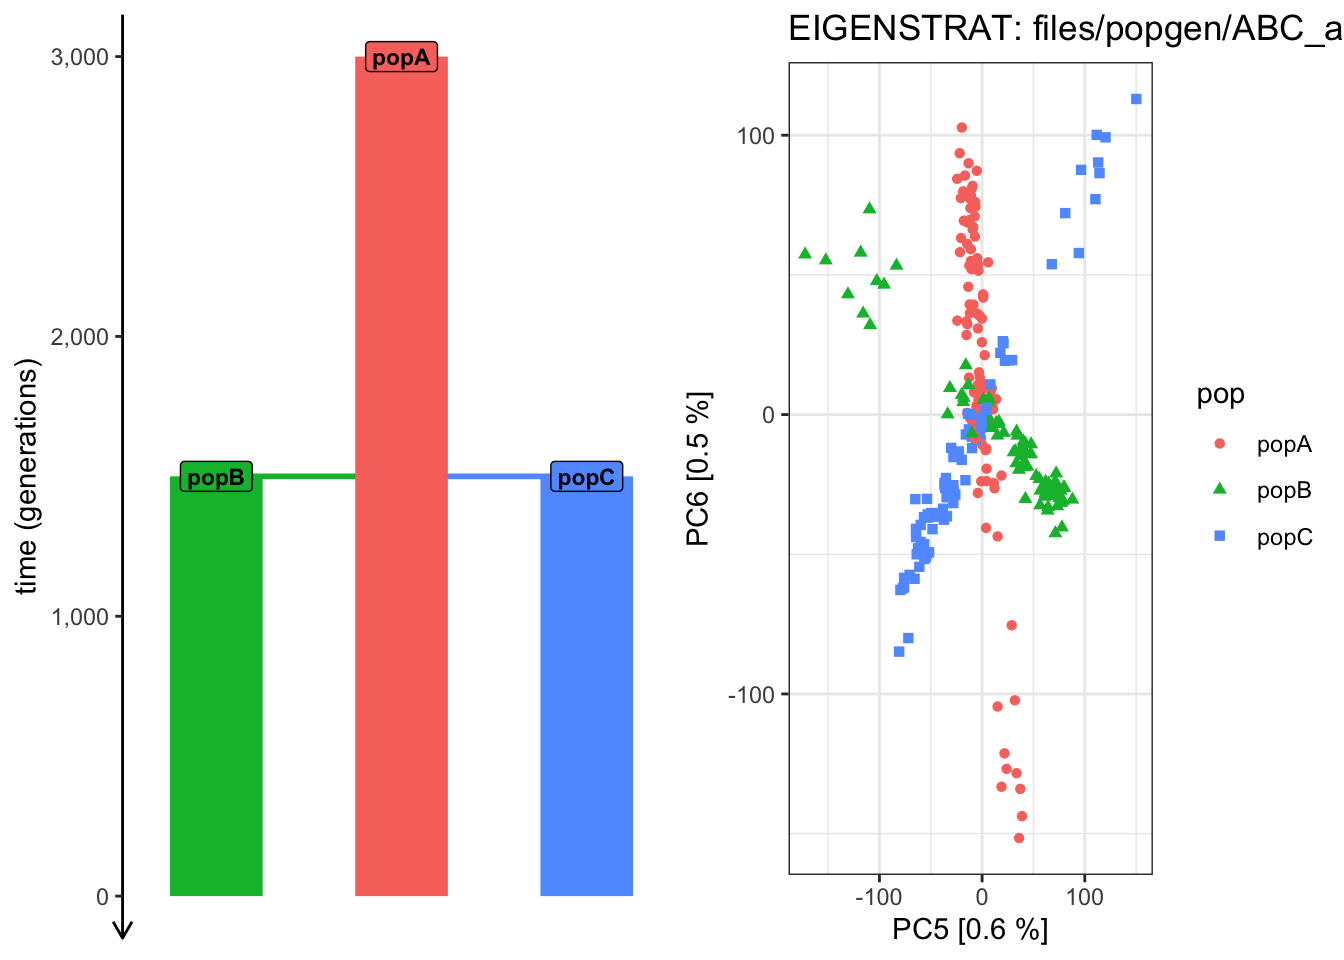 EIGENSTRAT: files/popgen/ABC_a
3,000
2,000
1,000
0
time (generations)
popA
popB
popC
100
0
-100
PC6 [0.5 %]
-100
0
100
PC5 [0.6 %]
pop
popA
popB
popC